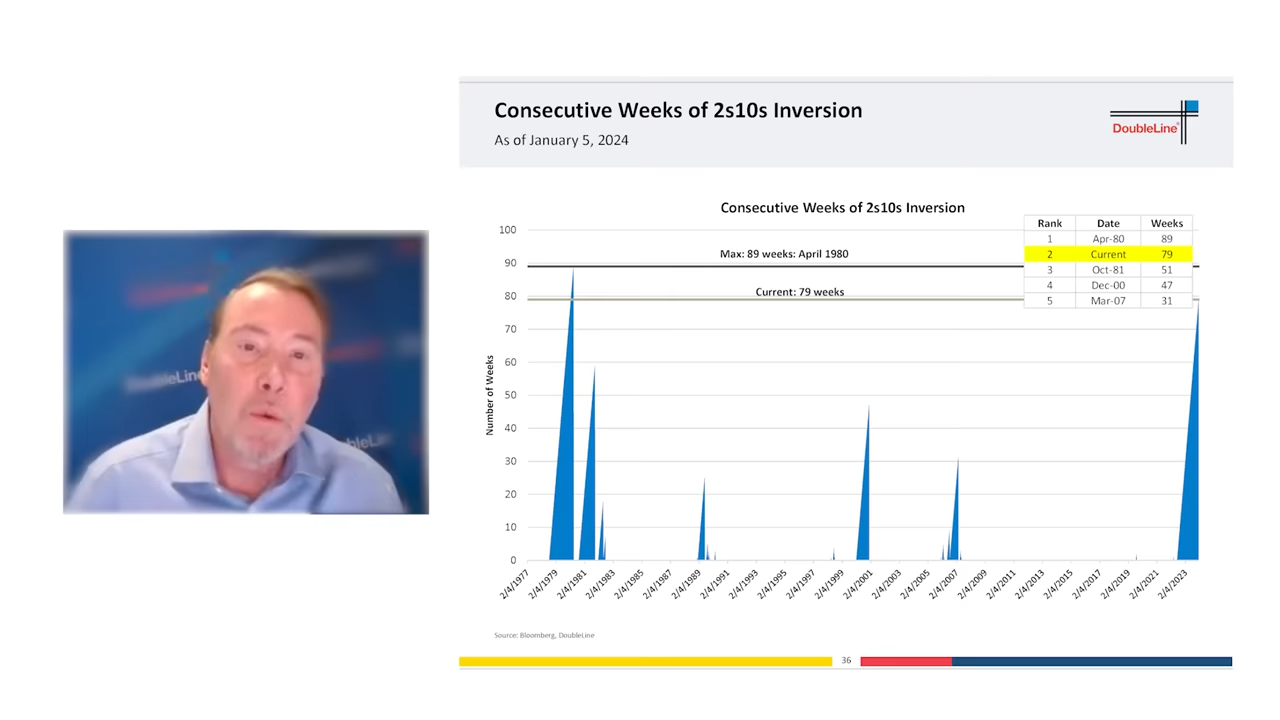 Consecutive Weeks of 2s10s Inversion
As of January 5, 2024
DoubleLine®
Consecutive Weeks of 2s10s Inversion
Rank Date Weeks
1 Apr-80 89
2 Current 79
3 Oct-81 51
4 Dec-00 47
5 Mar-07 31
Max: 89 weeks: April 1980
Current: 79 weeks
Number of Weeks
100
90
80
70
60
50
40
30
20
10
0
2/4/1977
2/4/1979
2/4/1981
2/4/1983
2/4/1985
2/4/1987
2/4/1989
2/4/1991
2/4/1993
2/4/1995
2/4/1997
2/4/1999
2/4/2001
2/4/2003
2/4/2005
2/4/2007
2/4/2009
2/4/2011
2/4/2013
2/4/2015
2/4/2017
2/4/2019
2/4/2021
2/4/2023
Source: Bloomberg, DoubleLine
36
DoubleLine